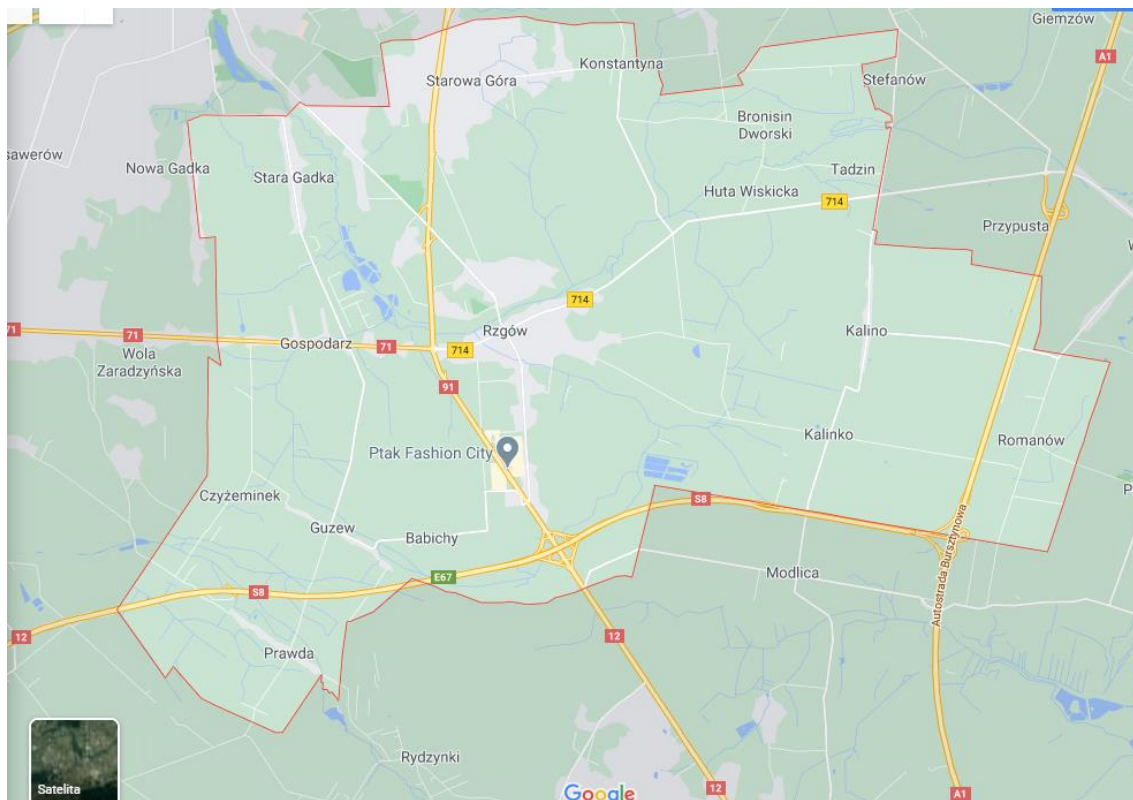 Giemzów
A1
Konstantyna
Starowa Góra
Stefanów
Bronisin
Dworski
sawerów
Nowa Gadka
Stara Gadka
Tadzin
Huta Wiskicka
714
Przypusta
714
71
71
Gospodarz
71
Rzgów
Kalino
714
Wola
Zaradzyńska
91
Kalinko
Romanów
Ptak Fashion City
Czyżeminek
S8
Guzew
Babichy
E67
Modlica
Autostrada Bursztynowa
S8
12
12
Prawda
Rydzynki
Satelita
Google
12
A1